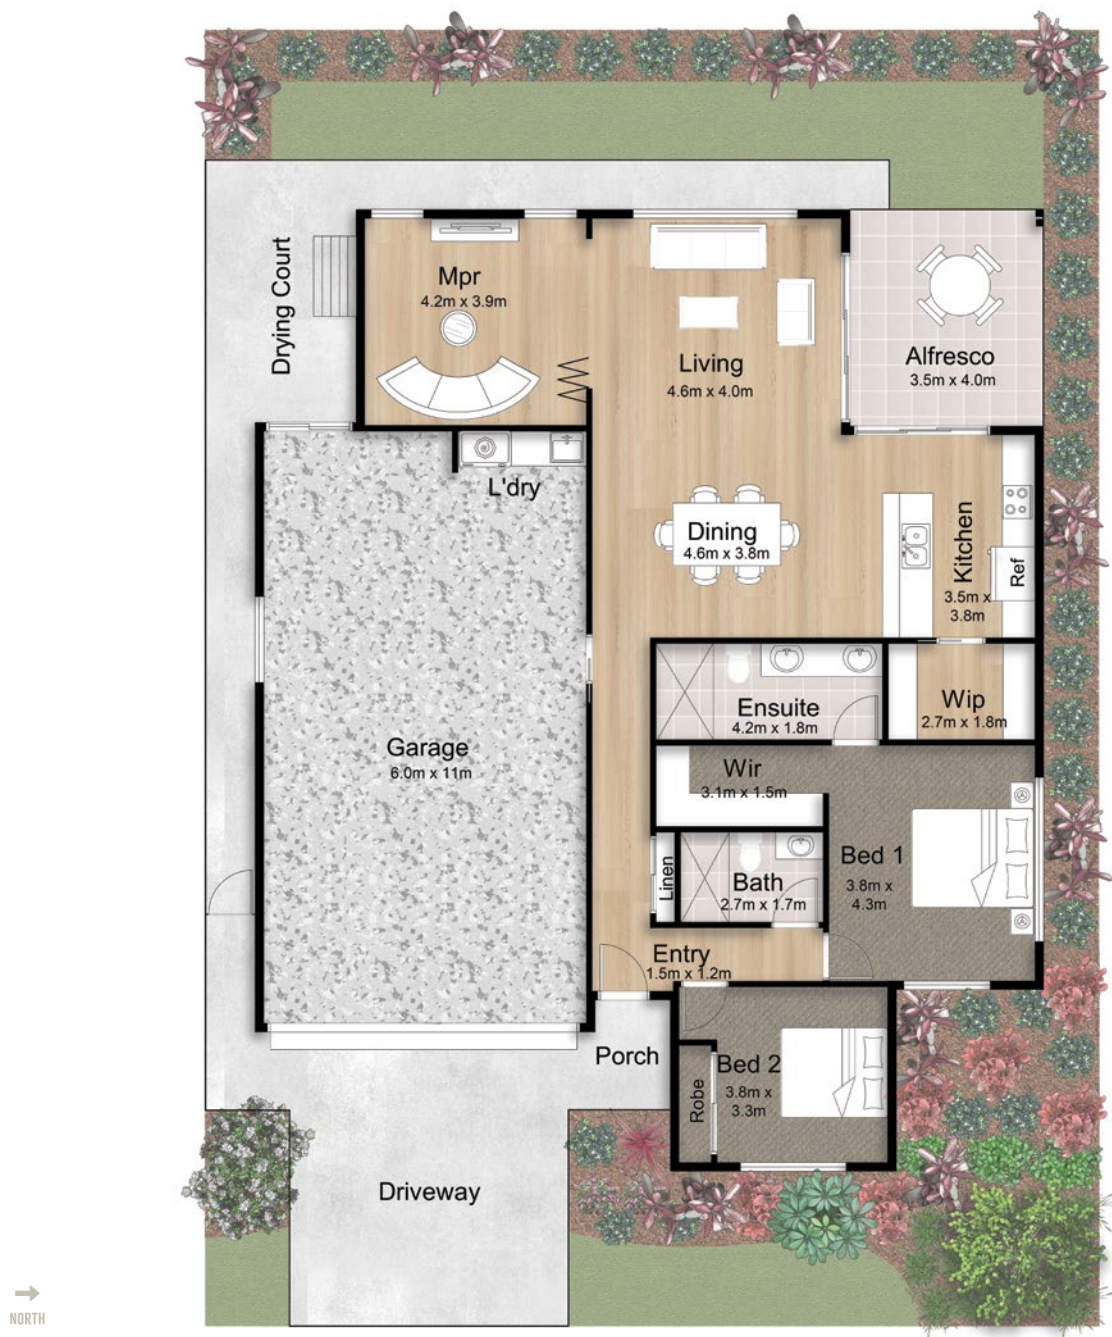 Drying Court
Mpr
4.2m x 3.9m
Living
4.6m x 4.0m
Alfresco
3.5m x 4.0m
L'dry
Dining
4.6m x 3.8m
Kitchen
3.5m x
3.8m
Ref
Ensuite
4.2m x 1.8m
Wip
2.7m x 1.8m
Garage
6.0m x 11m
Wir
3.1m x 1.5m
Linen
Bath
2.7m x 1.7m
Bed 1
3.8m x
4.3m
Entry
1.5m x 1.2m
Porch
Bed 2
3.8m x
3.3m
Robe
Driveway
NORTH